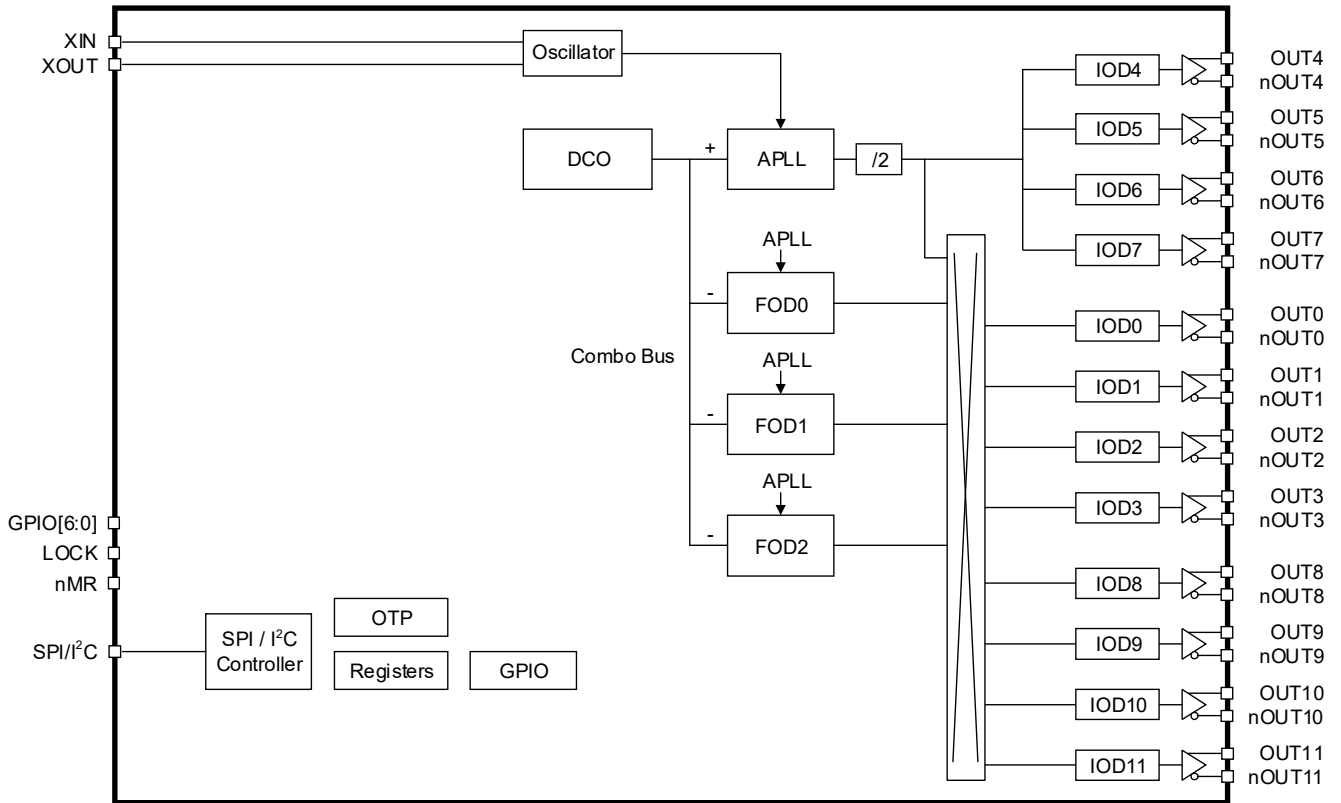 XIN
XOUT
Oscillator
DCO
+
APLL
/2
APLL
-
FOD0
Combo Bus
APLL
-
FOD1
APLL
-
FOD2
GPIO[6:0]
LOCK
nMR
SPI/I²C
SPI / I²C
Controller
OTP
Registers
GPIO
IOD4
OUT4
nOUT4
IOD5
OUT5
nOUT5
IOD6
OUT6
nOUT6
IOD7
OUT7
nOUT7
IOD0
OUT0
nOUT0
IOD1
OUT1
nOUT1
IOD2
OUT2
nOUT2
IOD3
OUT3
nOUT3
IOD8
OUT8
nOUT8
IOD9
OUT9
nOUT9
IOD10
OUT10
nOUT10
IOD11
OUT11
nOUT11